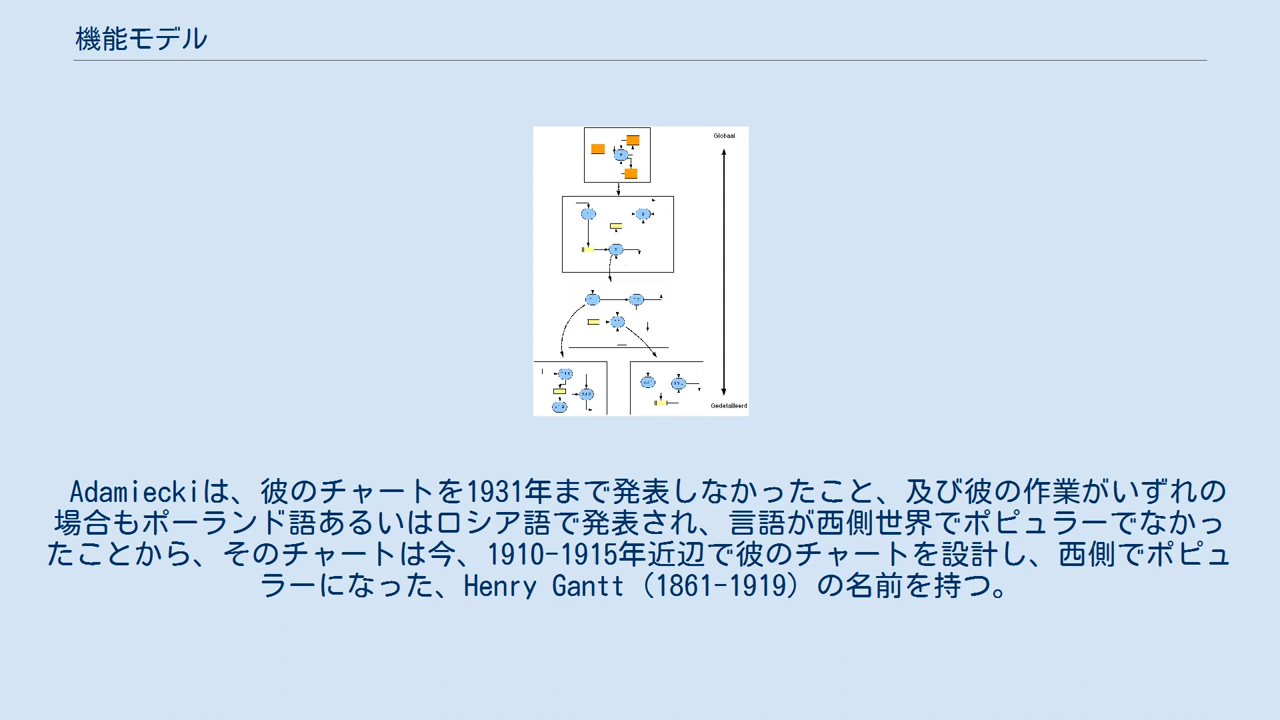 機能モデル
Globaal
Gedetailleerd
Adamieckiは、彼のチャートを1931年まで発表しなかったこと、及び彼の作業がいずれの
場合もポーランド語あるいはロシア語で発表され、言語が西側世界でポピュラーでなかっ
たことから、そのチャートは今、1910-1915年近辺で彼のチャートを設計し、西側でポピュ
ラーになった、Henry Gantt（1861-1919）の名前を持つ。